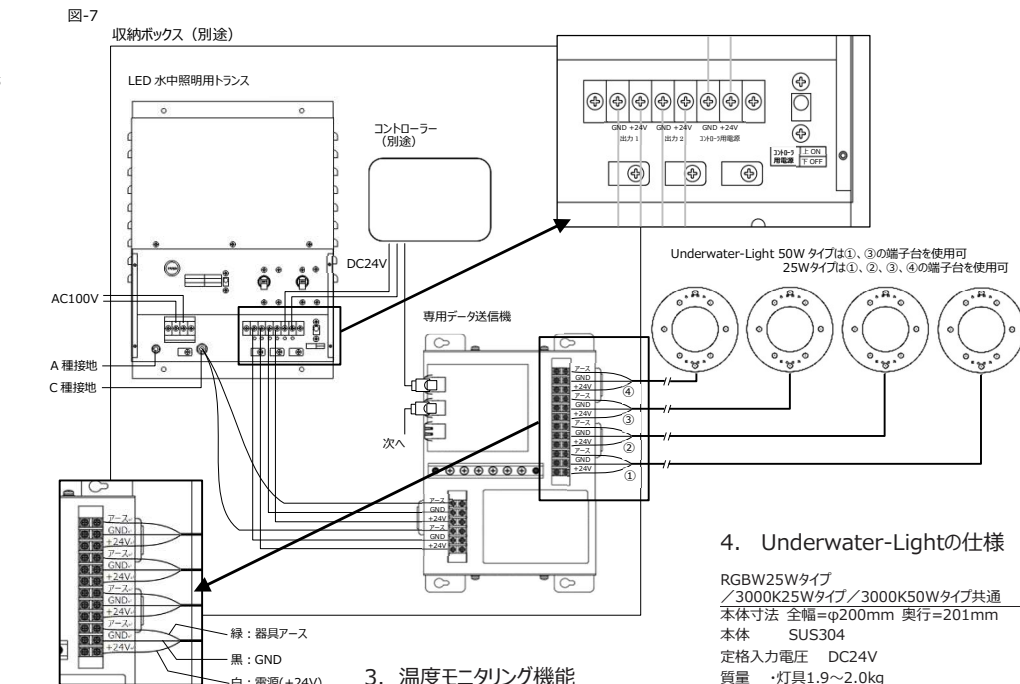 図-7
収納ボックス（別途）
LED 水中照明用トランス
コントローラー
（別途）
DC24V
AC100V
A 種接地
C 種接地
GND +24V GND +24V GND +24V
出力 1 出力 2 ｺﾝﾄﾛｰﾗ用電源
ｺﾝﾄﾛｰﾗ
用電源
上 ON
下 OFF
Underwater-Light 50W タイプは①、③の端子台を使用可
25Wタイプは①、②、③、④の端子台を使用可
専用データ送信機
次へ
アース
GND
+24V
④
アース
GND
+24V
③
アース
GND
+24V
②
アース
GND
+24V
①
アース
GND
+24V
アース
GND
+24V
アース
GND
+24V
アース
GND
+24V
アース
GND
+24V
アース
GND
+24V
緑：器具アース
黒：GND
白：電源(+24V)
3. 温度モニタリング機能
4. Underwater-Lightの仕様
RGBW25Wタイプ
／3000K25Wタイプ／3000K50Wタイプ共通
本体寸法 全幅=φ200mm 奥行=201mm
本体 SUS304
定格入力電圧 DC24V
質量 ・灯具1.9～2.0kg